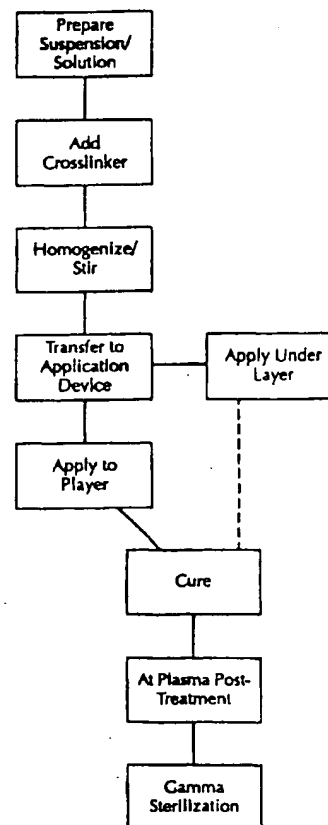 Prepare
Suspension/
Solution
Add
Crosslinker
Homogenize/
Stir
Transfer to
Application
Device
Apply Under
Layer
Apply to
Player
Cure
At Plasma Post-
Treatment
Gamma
Sterilization